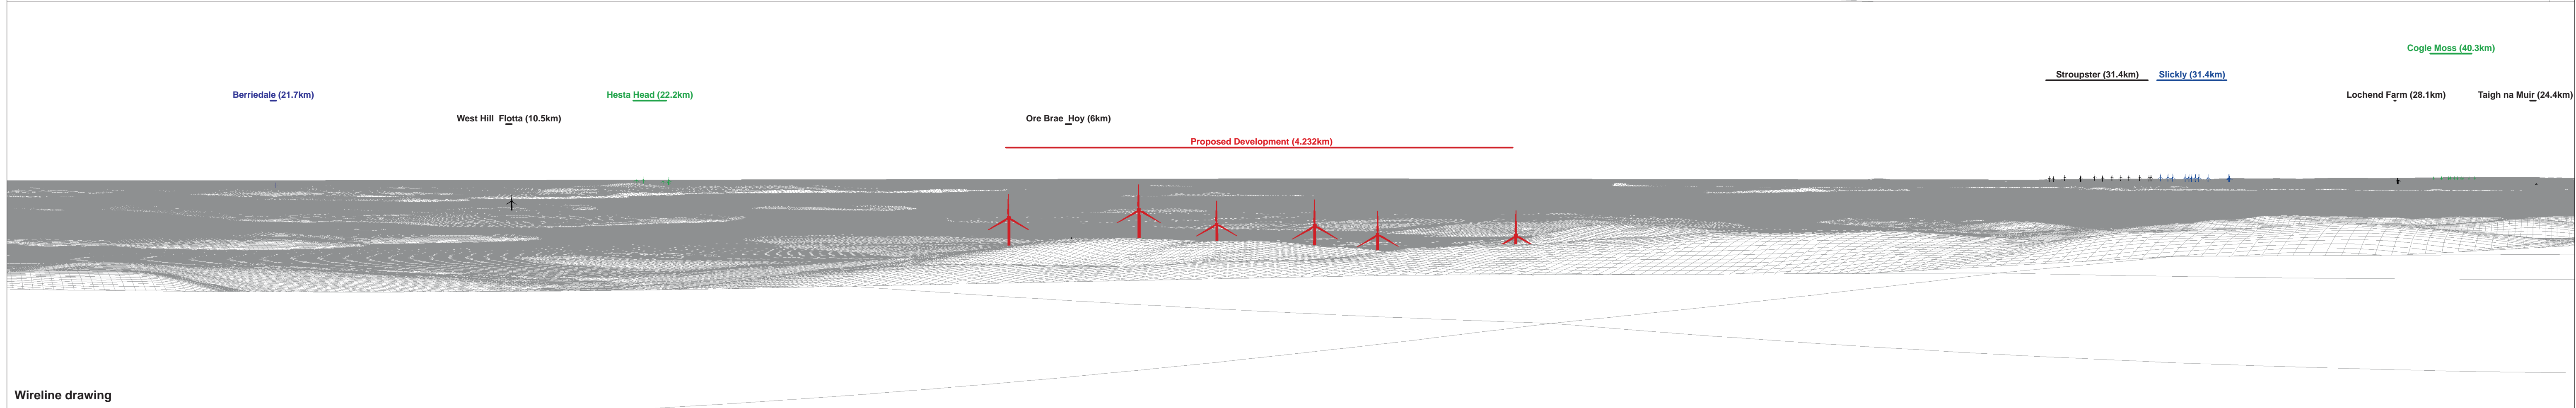 Cogle Moss (40.3km)
Stroupster (31.4km)
Slickly (31.4km)
Berriedale (21.7km)
Hesta Head (22.2km)
Lochend Farm (28.1km)
Taigh na Muir (24.4km)
West Hill  Flotta (10.5km)
Ore Brae  Hoy (6km)
Proposed Development (4.232km)
Wireline drawing